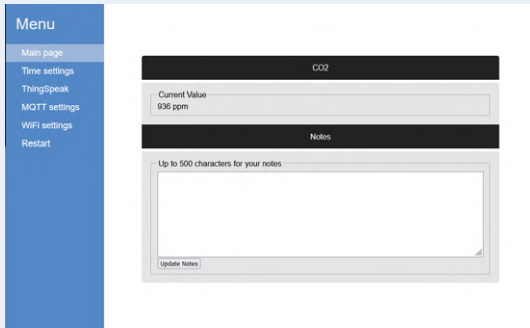 Menu
Main page
Time settings
ThingSpeak
MQTT settings
WiFi settings
Restart
CO2
Current Value
936 ppm
Notes
Up to 500 characters for your notes
Update Notes